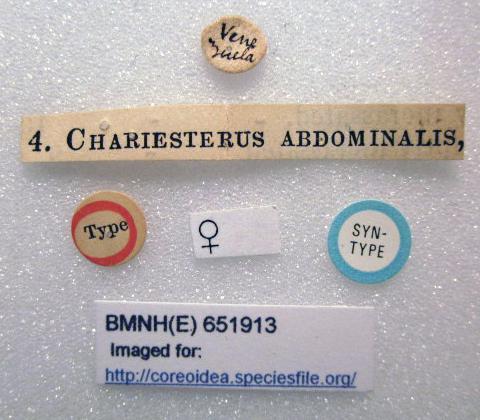 Vene
zuela
4. CHARIESTERUS ABDOMINALIS,
Type
♀
SYN-
TYPE
BMNH(E) 651913
Imaged for:
http://coreoidea.speciesfile.org/